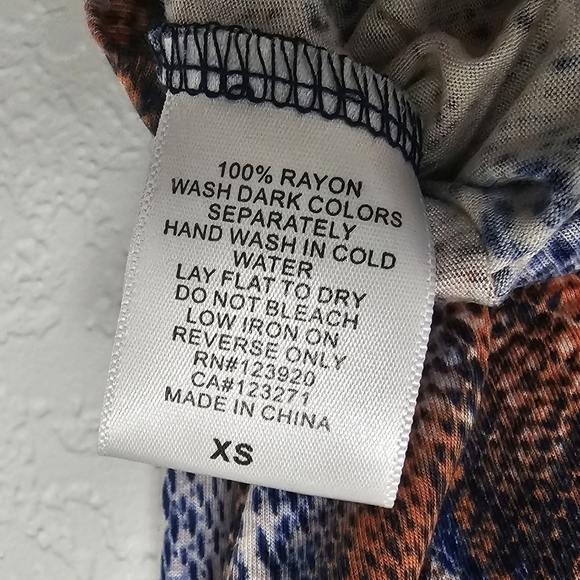 100% RAYON
WASH DARK COLORS
SEPARATELY
HAND WASH IN COLD
WATER
LAY FLAT TO DRY
DO NOT BLEACH
LOW IRON ON
REVERSE ONLY
RN#123920
CA#123271
MADE IN CHINA
XS